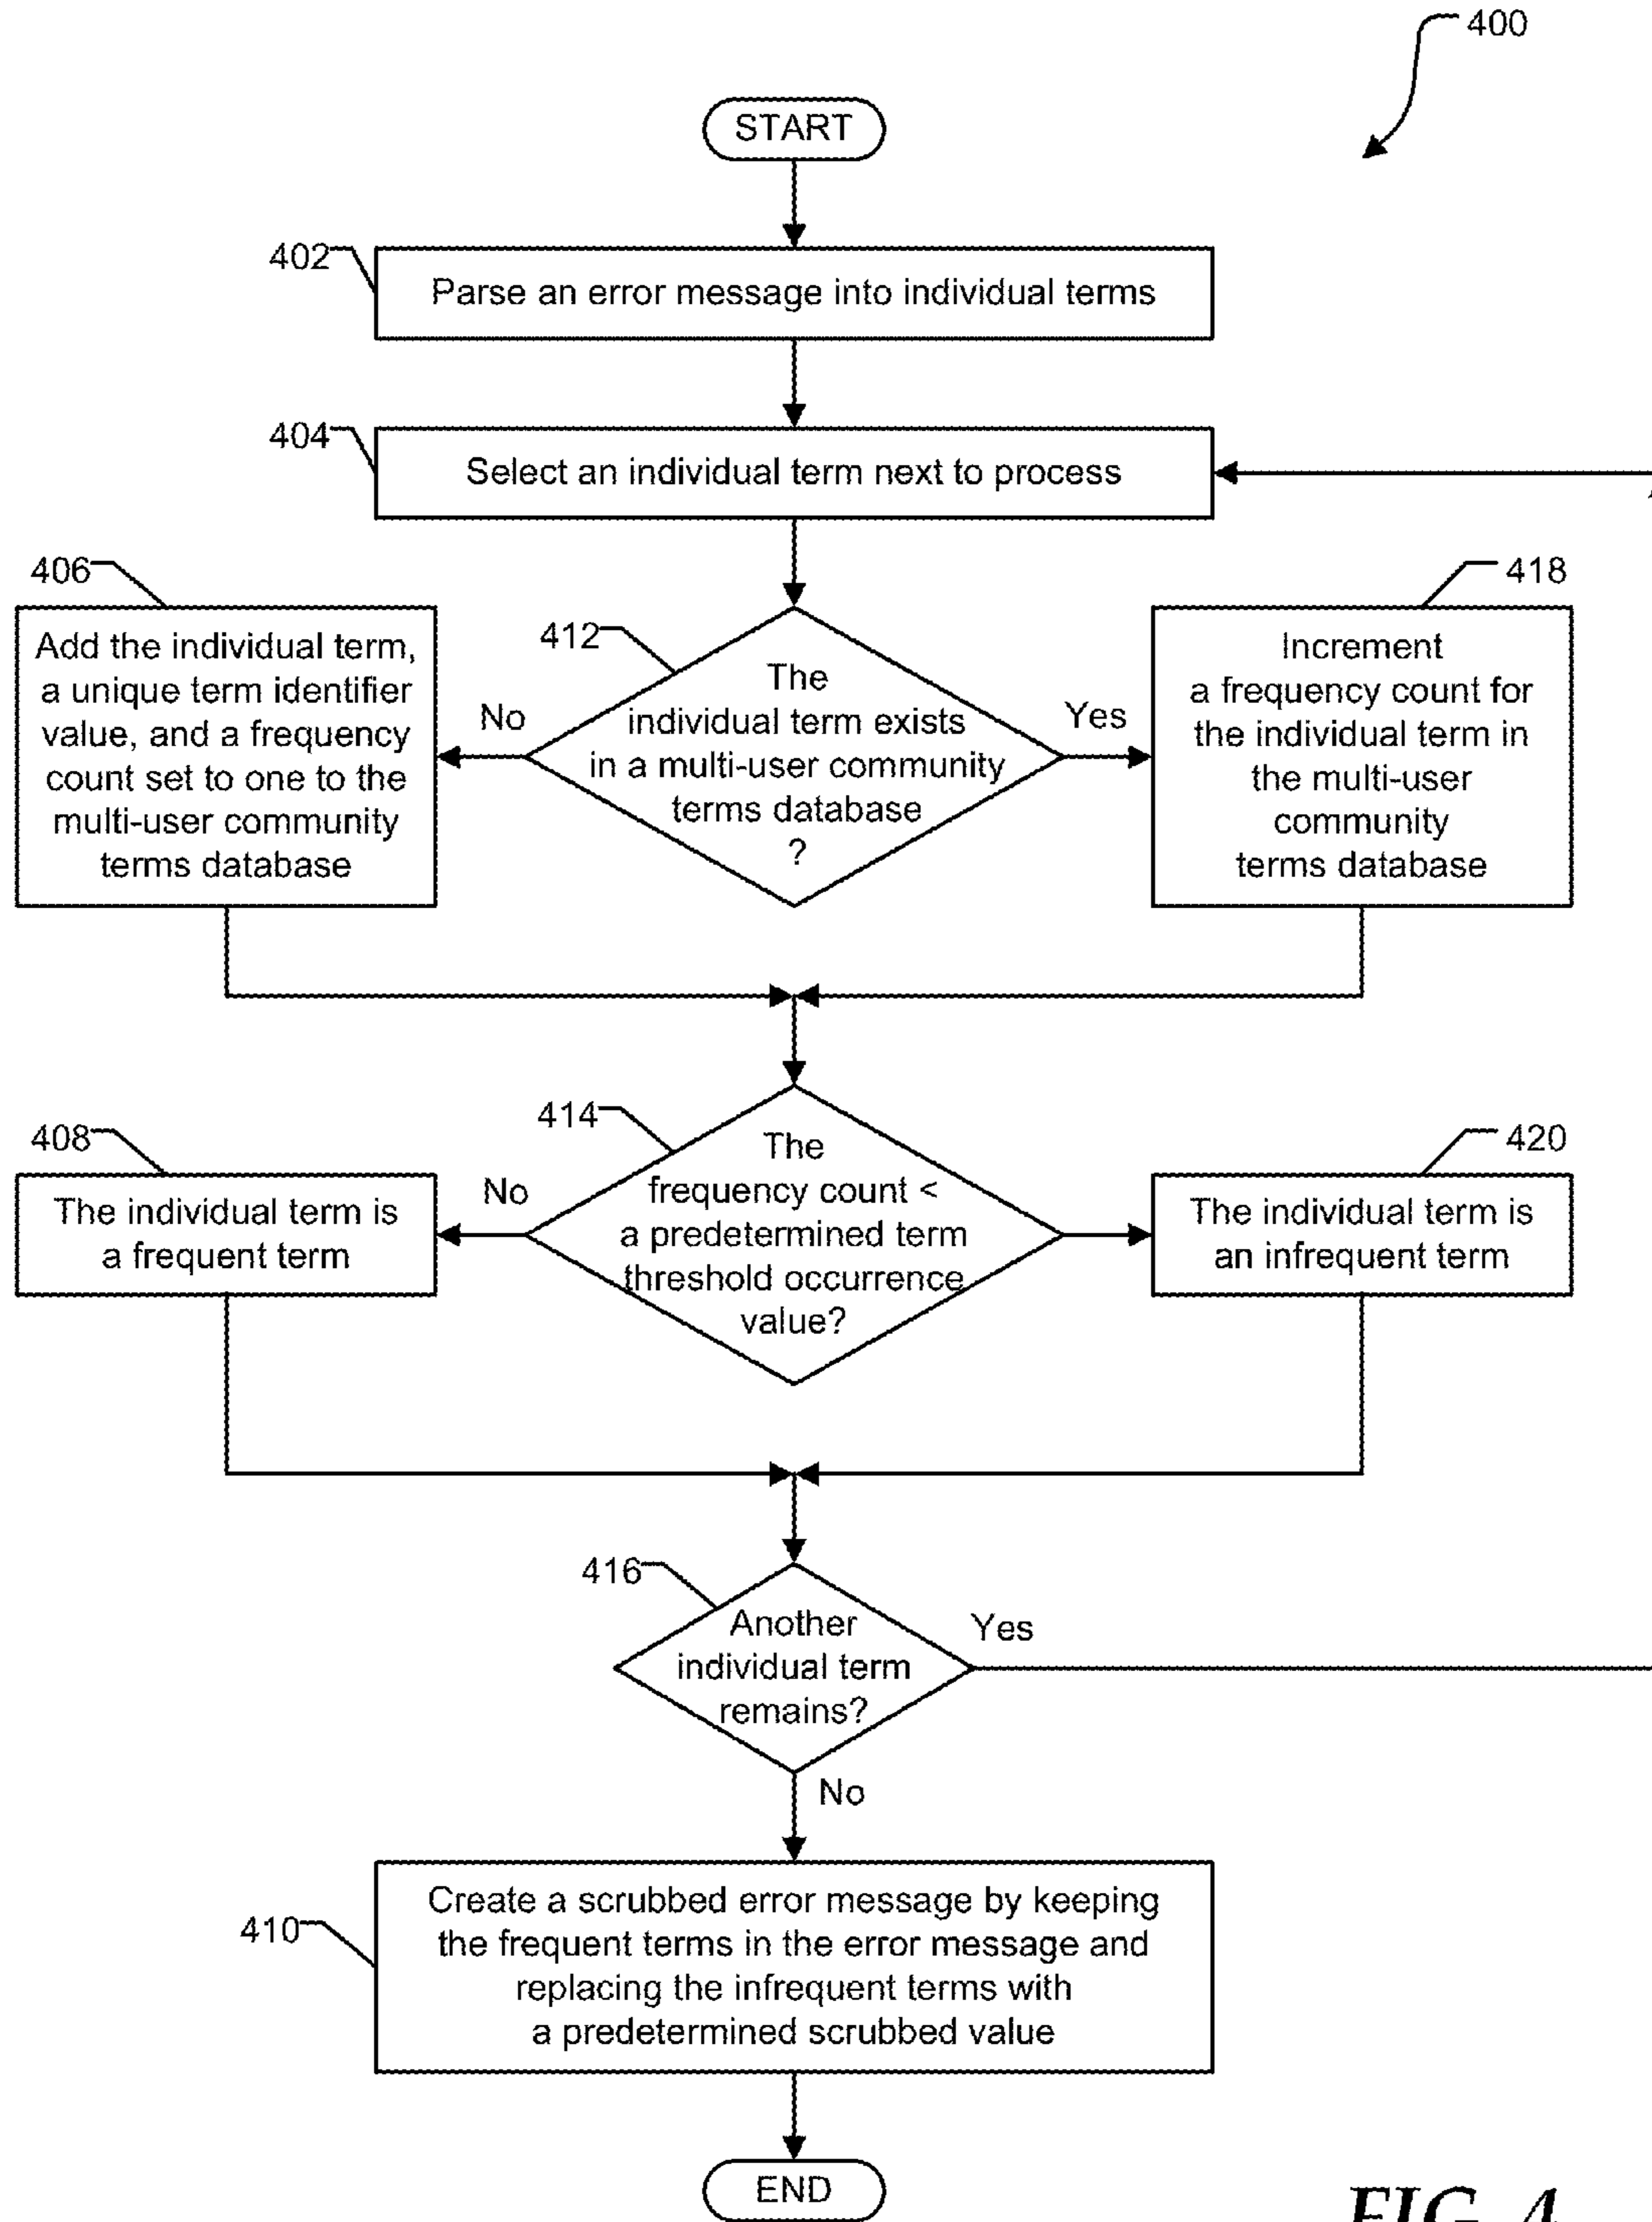 400
START
402
Parse an error message into individual terms
404
Select an individual term next to process
406
Add the individual term,
a unique term identifier
value, and a frequency
count set to one to the
multi-user community
terms database
No
412
The
individual term exists
in a multi-user community
terms database
?
Yes
418
Increment
a frequency count for
the individual term in
the multi-user
community
terms database
408
The individual term is
a frequent term
No
414
The
frequency count <
a predetermined term
threshold occurrence
value?
420
The individual term is
an infrequent term
416
Another
individual term
remains?
Yes
No
410
Create a scrubbed error message by keeping
the frequent terms in the error message and
replacing the infrequent terms with
a predetermined scrubbed value
END
FIG. 4